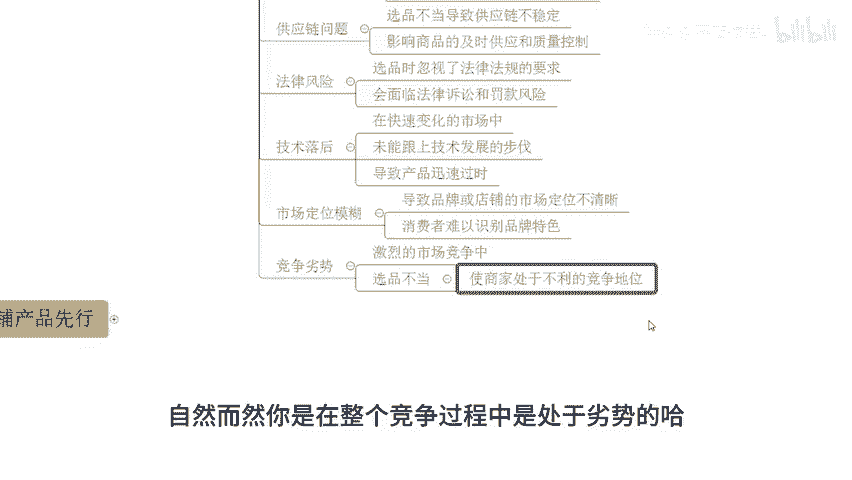 选品不当导致供应链不稳定
供应链问题
影响商品的及时供应和质量控制
选品时忽视了法律法规的要求
法律风险
会面临法律诉讼和罚款风险
在快速变化的市场中
技术落后
未能跟上技术发展的步伐
导致产品迅速过时
导致品牌或店铺的市场定位不清晰
市场定位模糊
消费者难以识别品牌特色
激烈的市场竞争中
竞争劣势
选品不当
使商家处于不利的竞争地位
铺产品先行
自然而然你是在整个竞争过程中是处于劣势的哈
bilibili